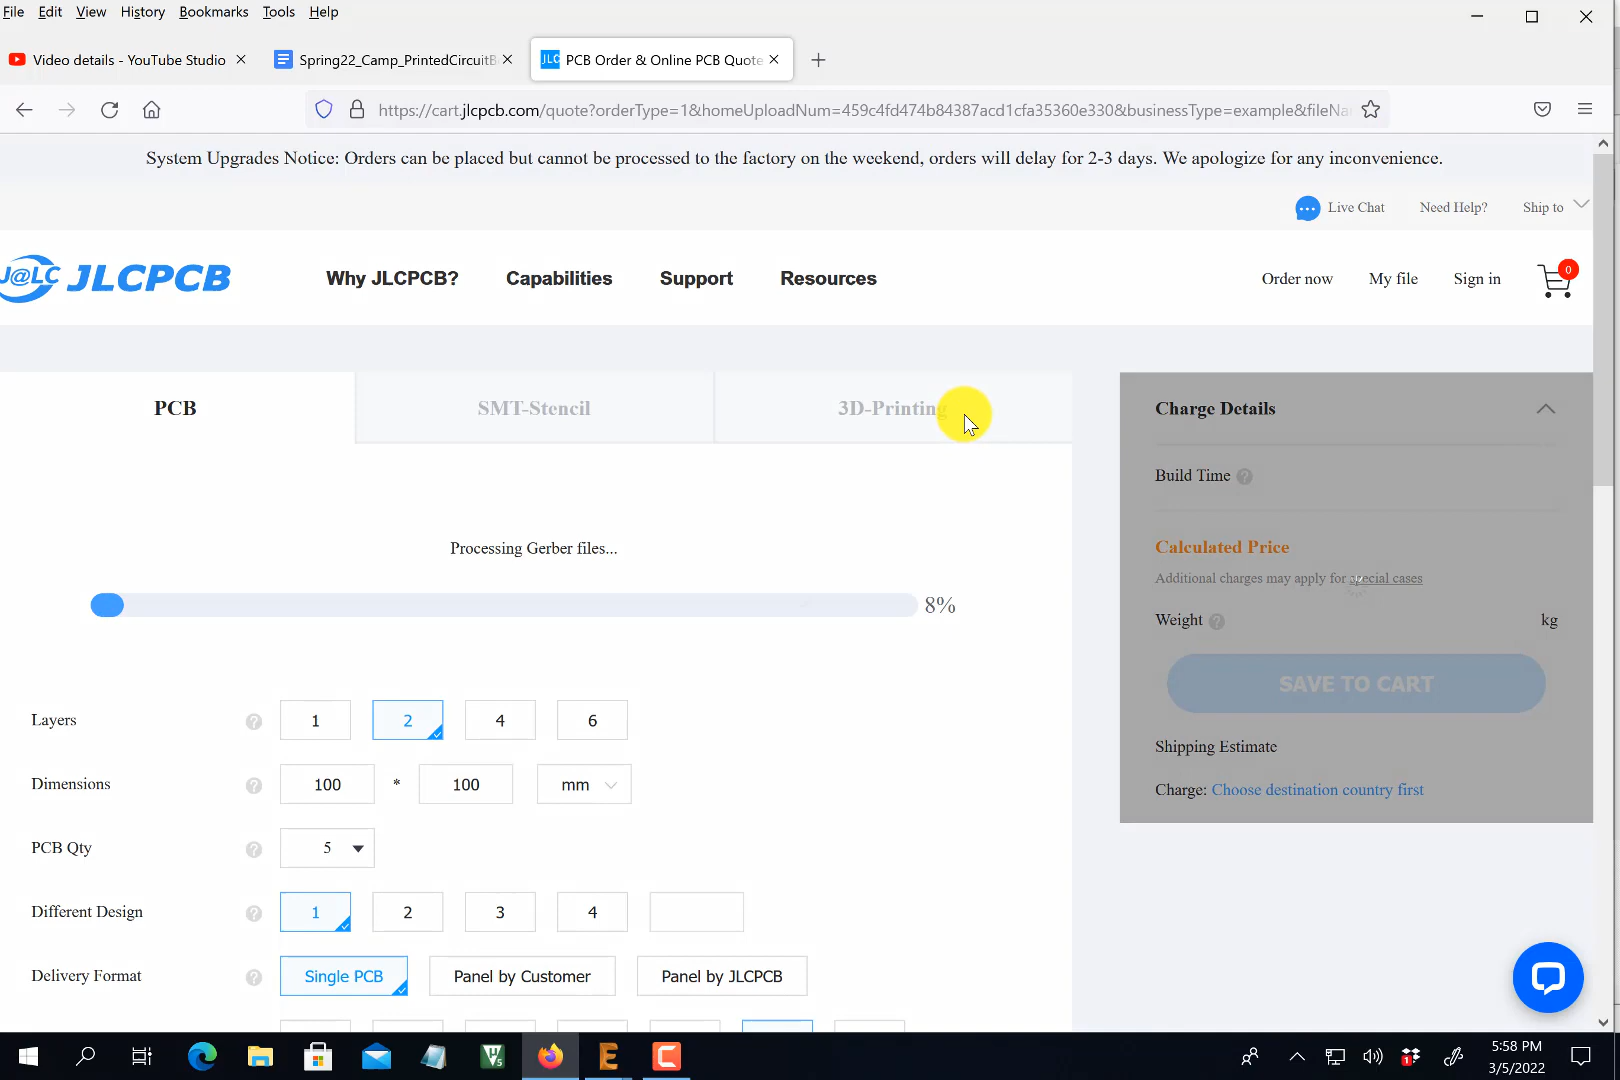 File Edit View History Bookmarks Tools Help
Video details - YouTube Studio
Spring22_Camp_PrintedCircuitB
JLC PCB Order & Online PCB Quote
https://cart.jlcpcb.com/quote?orderType=1&homeUploadNum=459c4fd474b84387acd1cfa35360e330&businessType=example&fileNa
System Upgrades Notice: Orders can be placed but cannot be processed to the factory on the weekend, orders will delay for 2-3 days. We apologize for any inconvenience.
Live Chat Need Help? Ship to
J@LC JLCPCB Why JLCPCB? Capabilities Support Resources Order now My file Sign in 0
PCB SMT-Stencil 3D-Printing
Charge Details
Build Time ?
Processing Gerber files...
8%
Calculated Price
Additional charges may apply for special cases
Weight ? kg
SAVE TO CART
Shipping Estimate
Charge: Choose destination country first
Layers ? 1 2 4 6
Dimensions ? 100 * 100 mm
PCB Qty ? 5
Different Design ? 1 2 3 4
Delivery Format ? Single PCB Panel by Customer Panel by JLCPCB
5:58 PM
3/5/2022